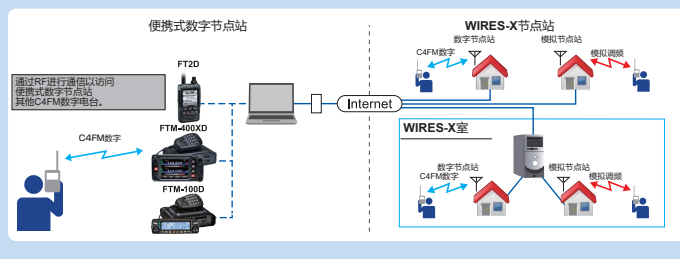 便携式数字节点站
FT2D
通过RF进行通信以访问
便携式数字节点站
其他C4FM数字电台。
FTM-400XD
C4FM数字
FTM-100D
Internet
WIRES-X节点站
数字节点站
模拟节点站
C4FM数字
模拟调频
WIRES-X室
数字节点站
模拟节点站
C4FM数字
模拟调频